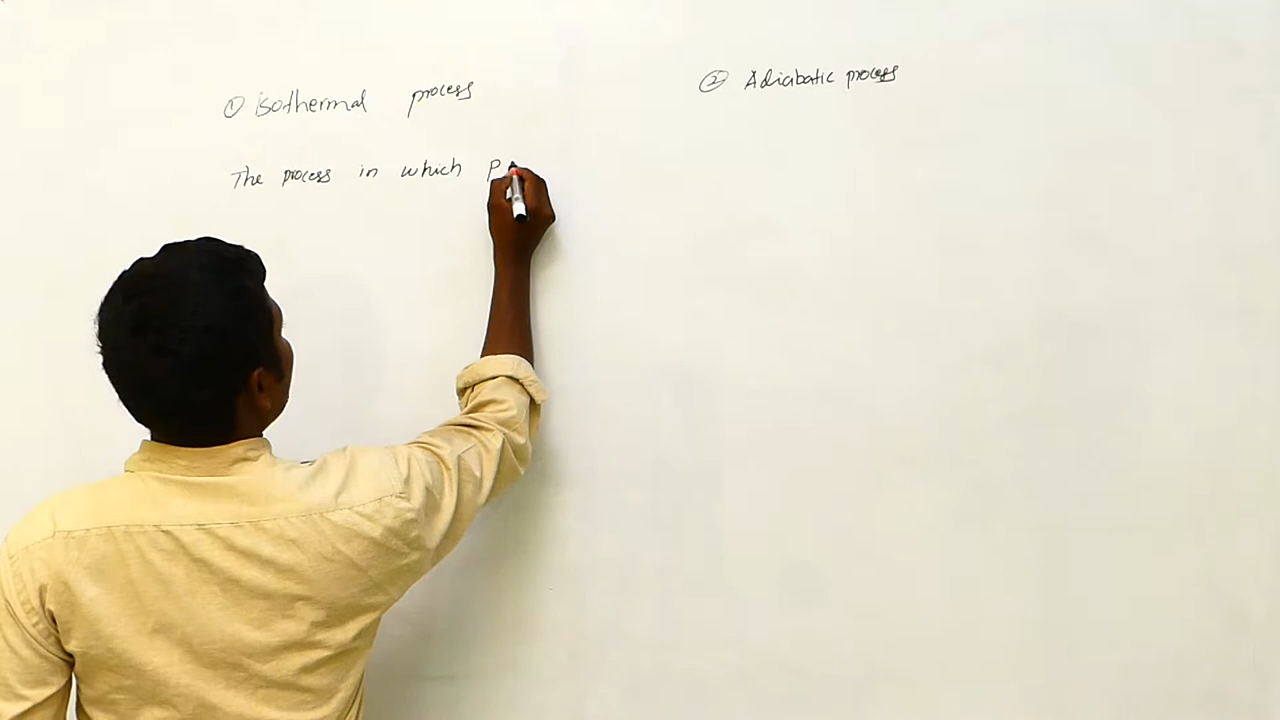 ① isothermal process
② Adiabatic process
The process in which P